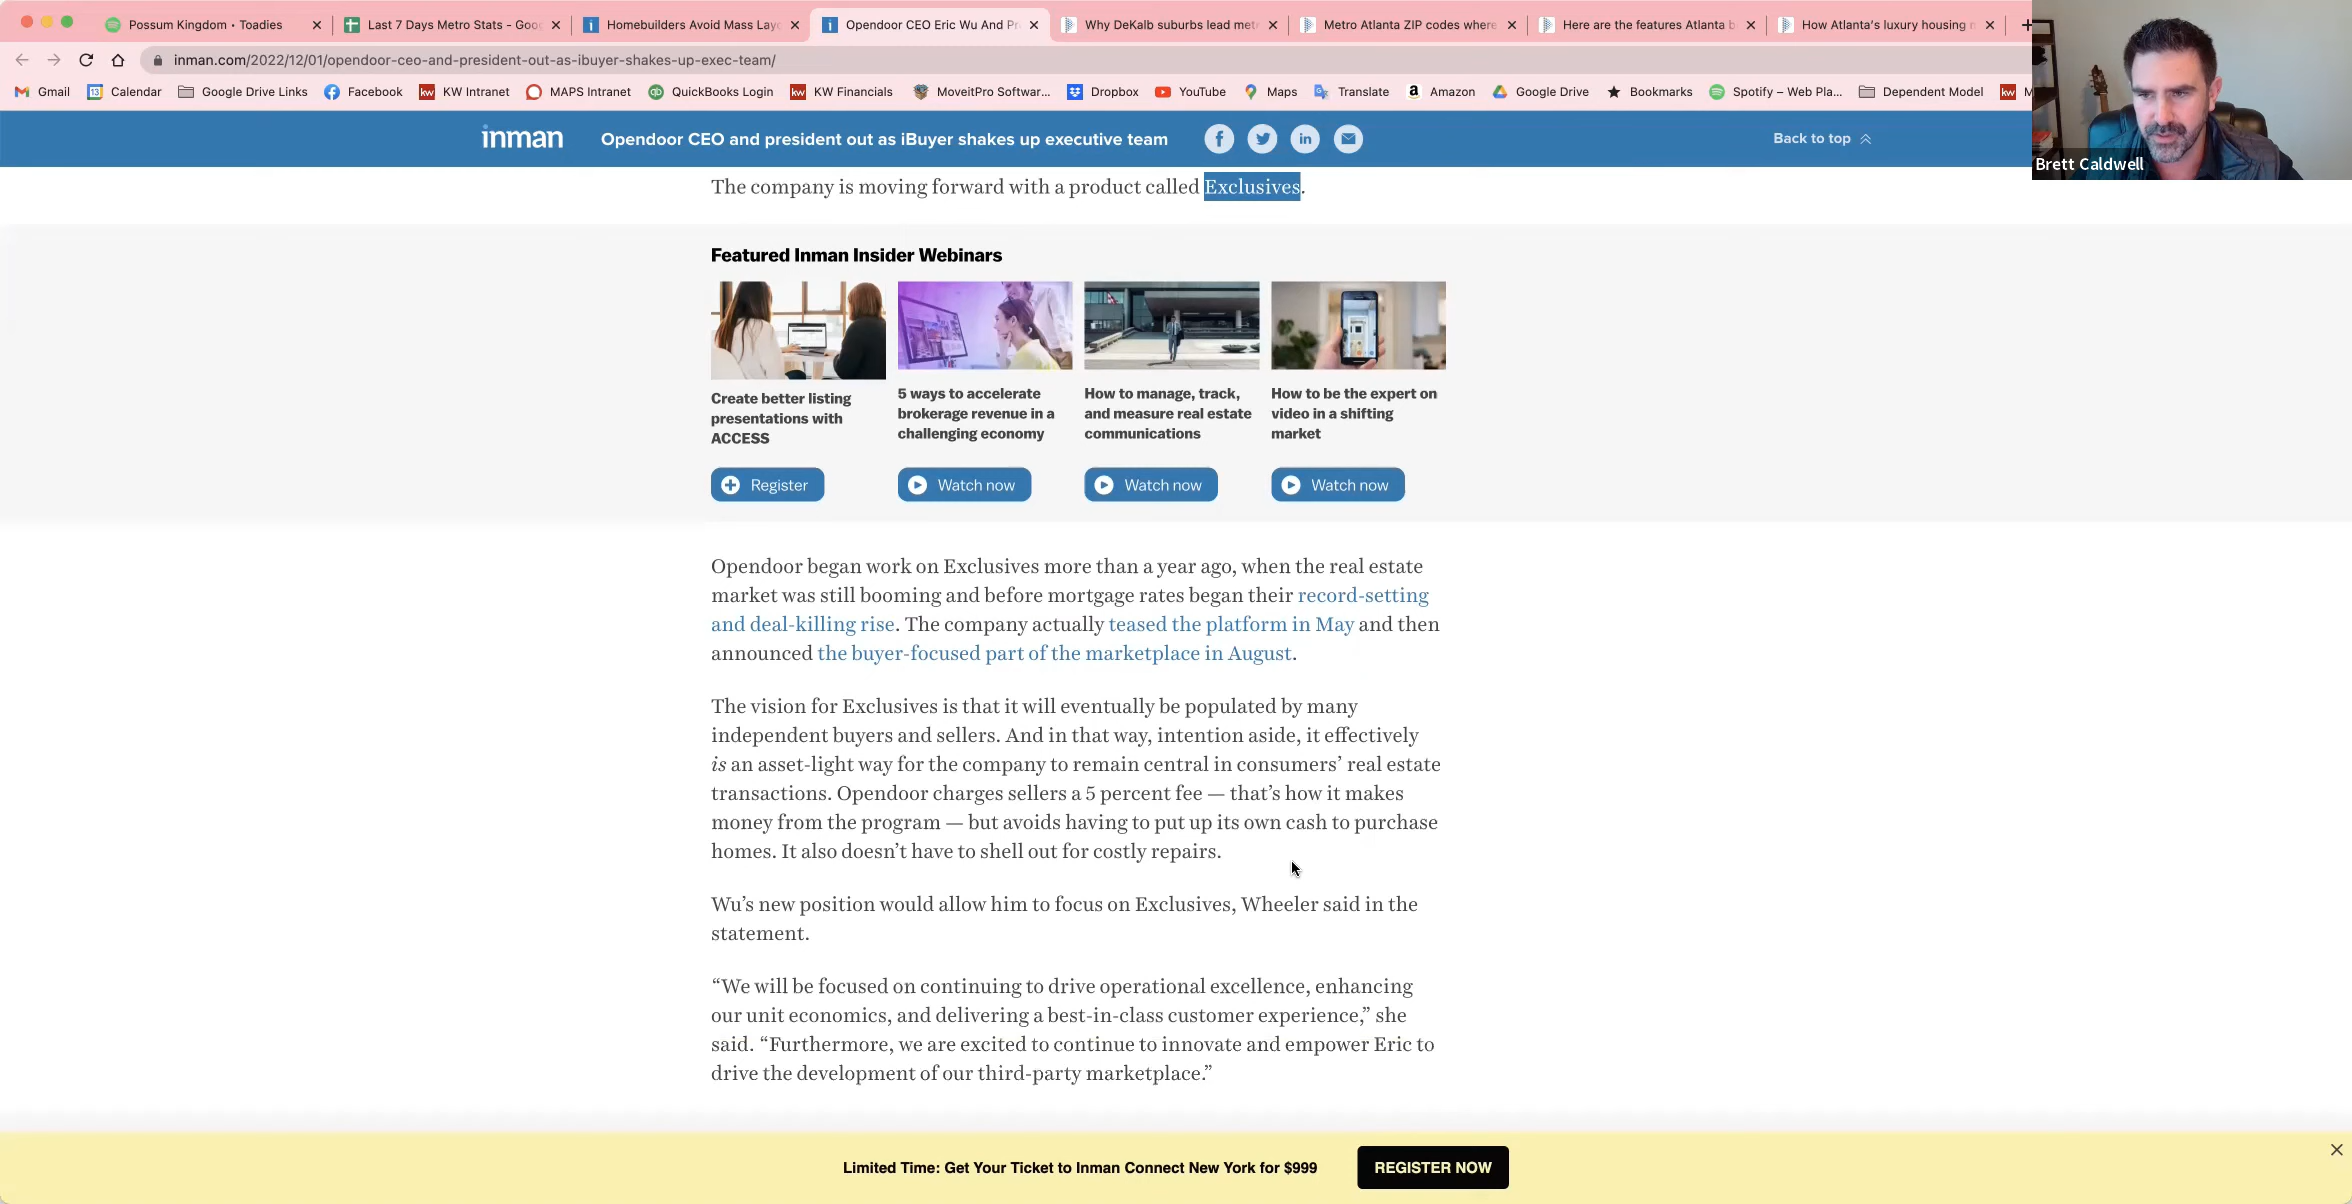 Possum Kingdom • Toadies
Last 7 Days Metro Stats - Goog
Homebuilders Avoid Mass Layo
Opendoor CEO Eric Wu And Pr
Why DeKalb suburbs lead metr
Metro Atlanta ZIP codes where
Here are the features Atlanta b
How Atlanta's luxury housing m
inman.com/2022/12/01/opendoor-ceo-and-president-out-as-ibuyer-shakes-up-exec-team/
Gmail
13 Calendar
Google Drive Links
Facebook
kw KW Intranet
MAPS Intranet
qb QuickBooks Login
kw KW Financials
MoveitPro Softwar...
Dropbox
YouTube
Maps
Translate
a Amazon
Google Drive
Bookmarks
Spotify – Web Pla...
Dependent Model
kw M
Brett Caldwell
inman
Opendoor CEO and president out as iBuyer shakes up executive team
Back to top
The company is moving forward with a product called Exclusives.
Featured Inman Insider Webinars
Create better listing
presentations with
ACCESS
Register
5 ways to accelerate
brokerage revenue in a
challenging economy
Watch now
How to manage, track,
and measure real estate
communications
Watch now
How to be the expert on
video in a shifting
market
Watch now
Opendoor began work on Exclusives more than a year ago, when the real estate
market was still booming and before mortgage rates began their record-setting
and deal-killing rise. The company actually teased the platform in May and then
announced the buyer-focused part of the marketplace in August.
The vision for Exclusives is that it will eventually be populated by many
independent buyers and sellers. And in that way, intention aside, it effectively
is an asset-light way for the company to remain central in consumers’ real estate
transactions. Opendoor charges sellers a 5 percent fee — that’s how it makes
money from the program — but avoids having to put up its own cash to purchase
homes. It also doesn’t have to shell out for costly repairs.
Wu’s new position would allow him to focus on Exclusives, Wheeler said in the
statement.
“We will be focused on continuing to drive operational excellence, enhancing
our unit economics, and delivering a best-in-class customer experience,” she
said. “Furthermore, we are excited to continue to innovate and empower Eric to
drive the development of our third-party marketplace.”
Limited Time: Get Your Ticket to Inman Connect New York for $999
REGISTER NOW